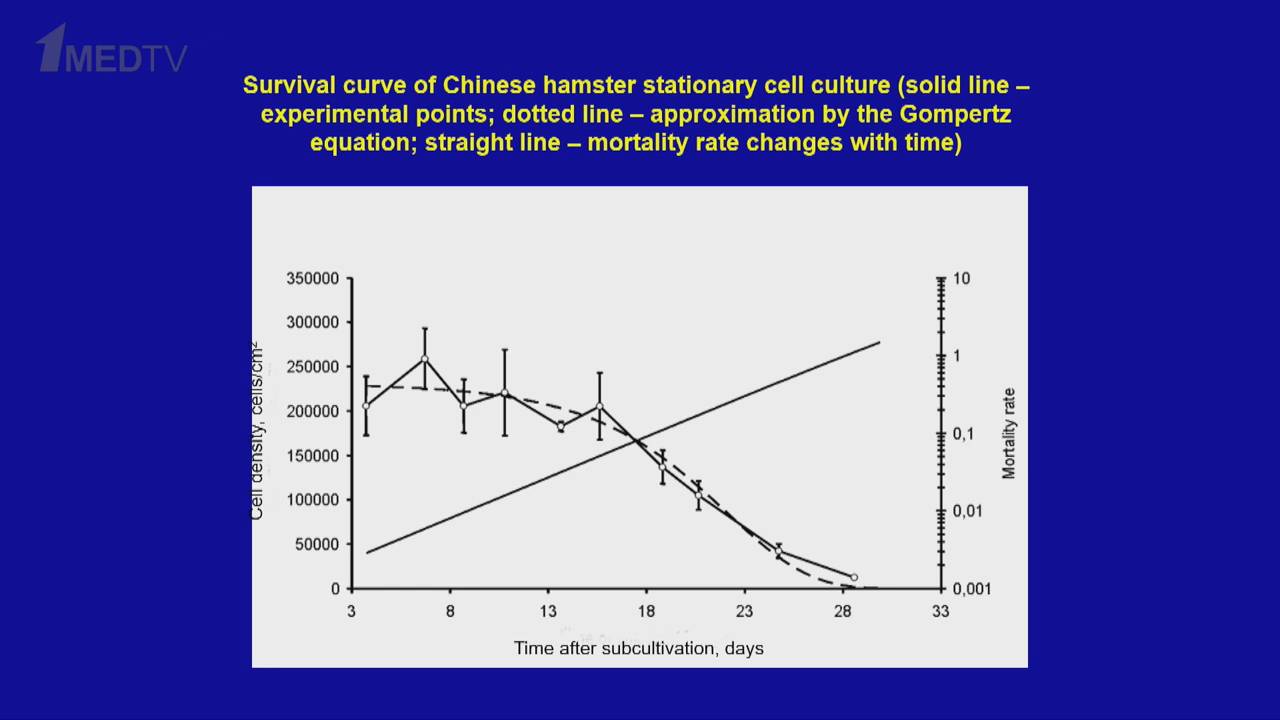 1MEDTV
Survival curve of Chinese hamster stationary cell culture (solid line –
experimental points; dotted line – approximation by the Gompertz
equation; straight line – mortality rate changes with time)
350000
300000
250000
200000
150000
100000
50000
0
Cell density, cells/cm²
10
1
0,1
0,01
0,001
Mortality rate
3 8 13 18 23 28 33
Time after subcultivation, days